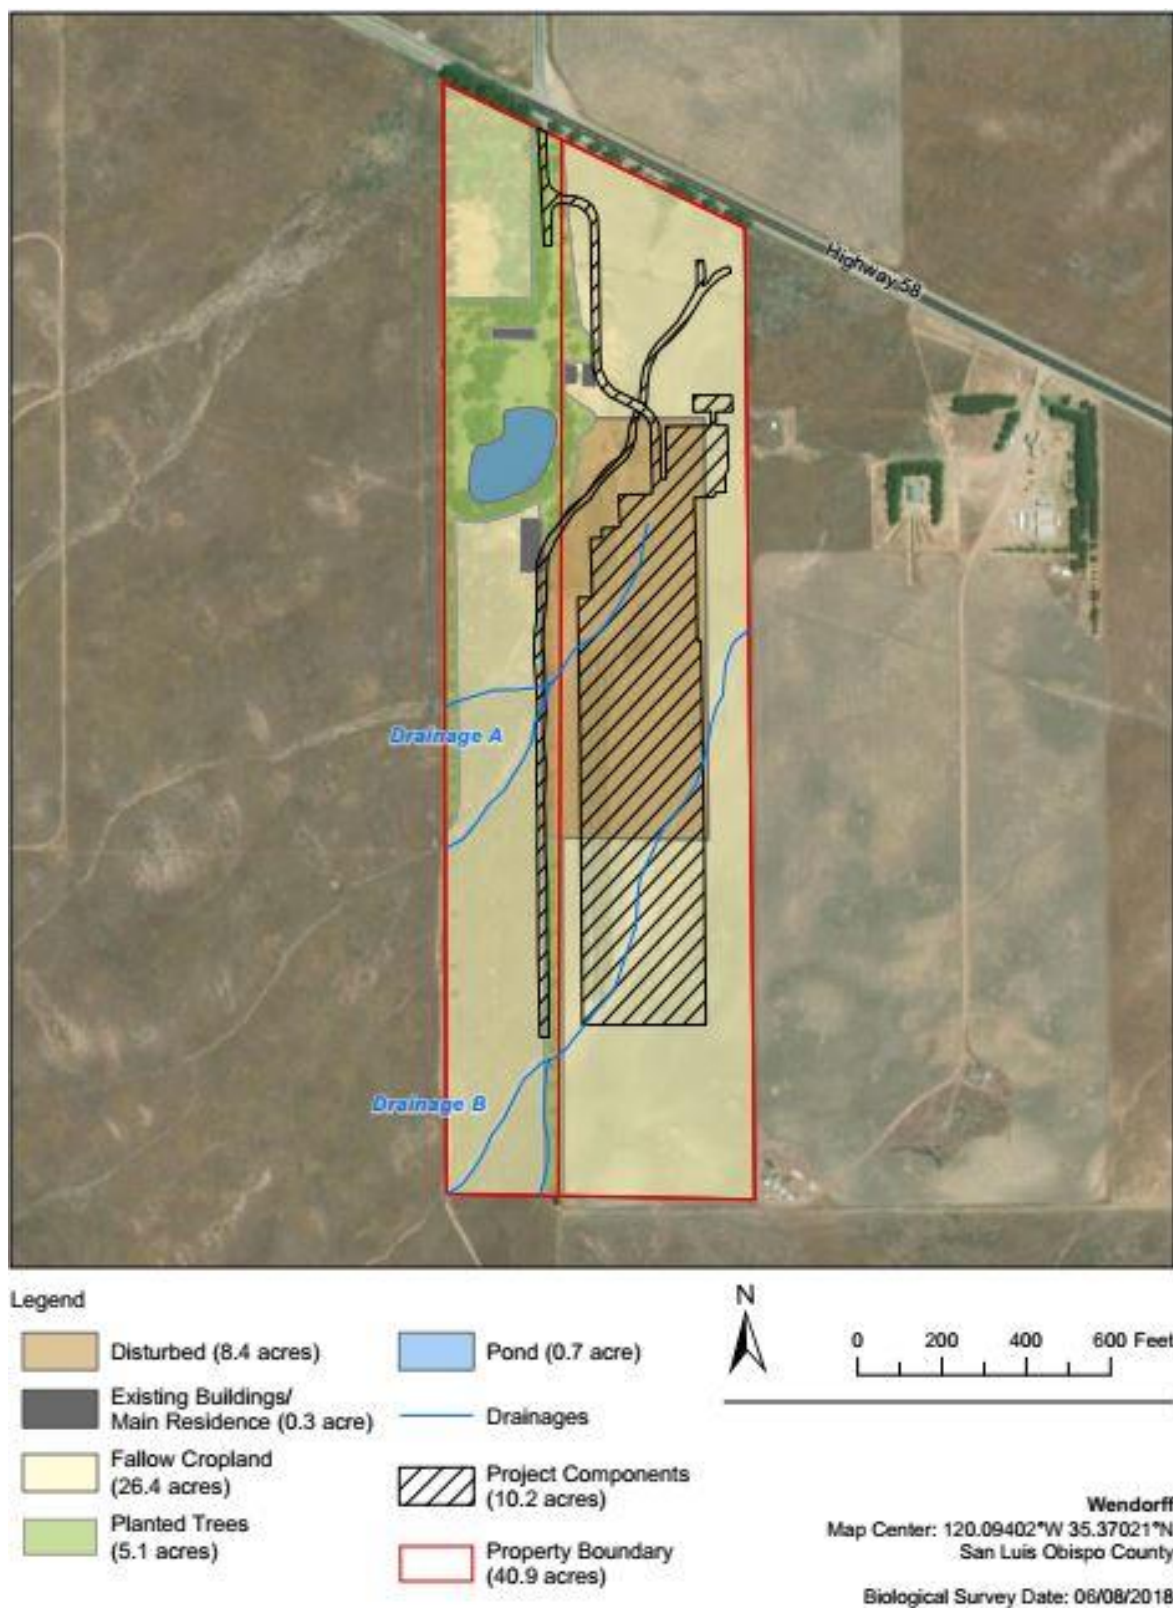 Highway 58
Drainage A
Drainage B
Legend
Disturbed (8.4 acres)
Existing Buildings/
Main Residence (0.3 acre)
Fallow Cropland
(26.4 acres)
Planted Trees
(5.1 acres)
Pond (0.7 acre)
Drainages
Project Components
(10.2 acres)
Property Boundary
(40.9 acres)
N
0 200 400 600 Feet
Wendorff
Map Center: 120.09402°W 35.37021°N
San Luis Obispo County
Biological Survey Date: 06/08/2018